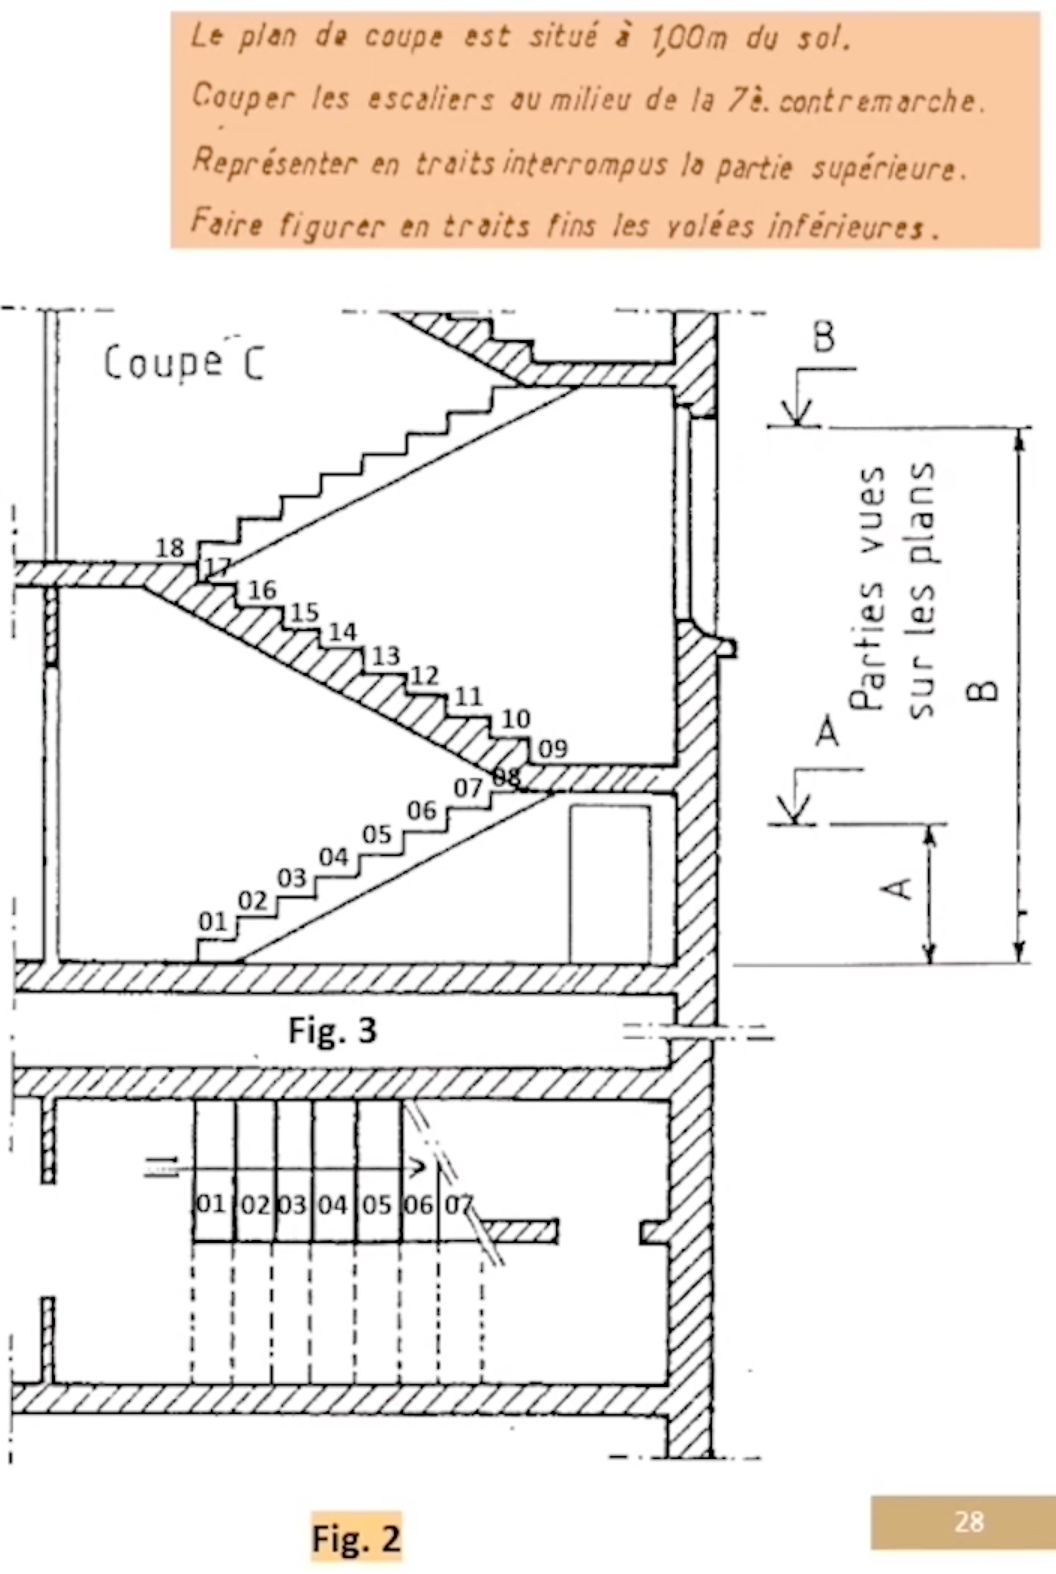 Le plan de coupe est situé à 1,00m du sol.
Couper les escaliers au milieu de la 7è. contremarche.
Représenter en traits interrompus la partie supérieure.
Faire figurer en traits fins les volées inférieures.
Coupe C
B
Parties vues
sur les plans
B
A
A
18
17
16
15
14
13
12
11
10
09
08
07
06
05
04
03
02
01
Fig. 3
01 02 03 04 05 06 07
Fig. 2
28